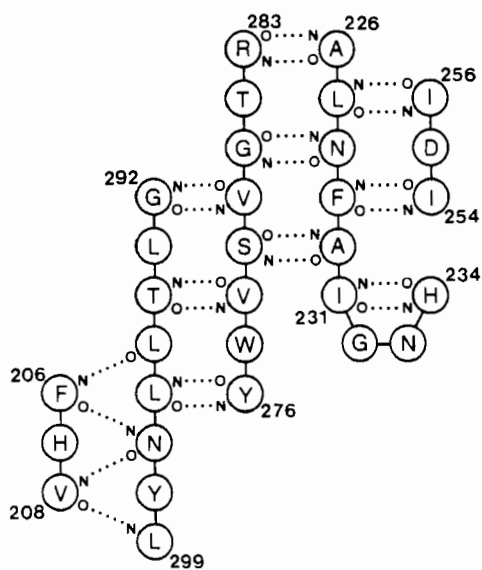 283 226
O N
R A
N O
256
N O
T L I
O N
O N
G N D
N O
292
N O N O
G V F I
O N O N
254
O N
L S A
N O
234
N O N O
T V I H
O N O N
231
L W G N
O
206
N N O
F L Y
O O N
276
N
H N
N O
V Y
208
O
N
L
299